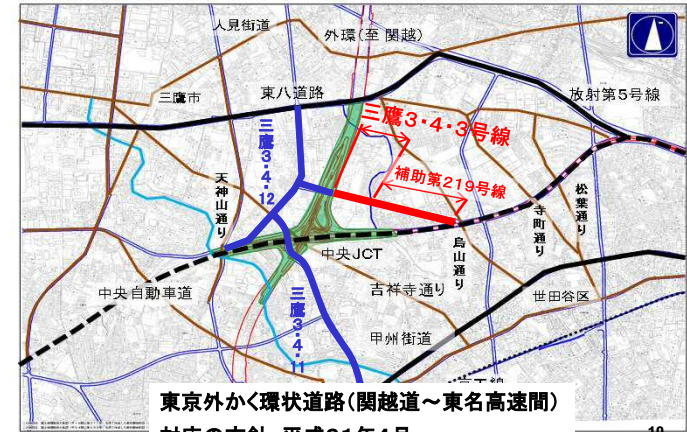 人見街道
外環(至 関越)
三鷹市
東八道路
放射第5号線
三鷹3・4・3号線
三鷹3・4・12
補助第219号線
天神山通り
松葉通り
寺町通り
烏山通り
中央JCT
中央自動車道
吉祥寺通り
世田谷区
三鷹3・4・11
甲州街道
東京外かく環状道路(関越道～東名高速間)